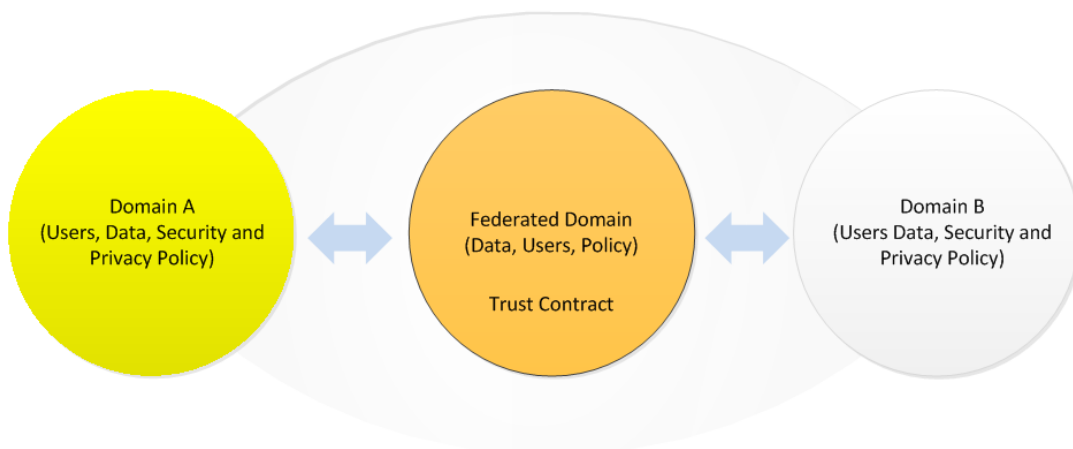 Domain A
(Users, Data, Security and
Privacy Policy)
Federated Domain
(Data, Users, Policy)
Trust Contract
Domain B
(Users Data, Security and
Privacy Policy)